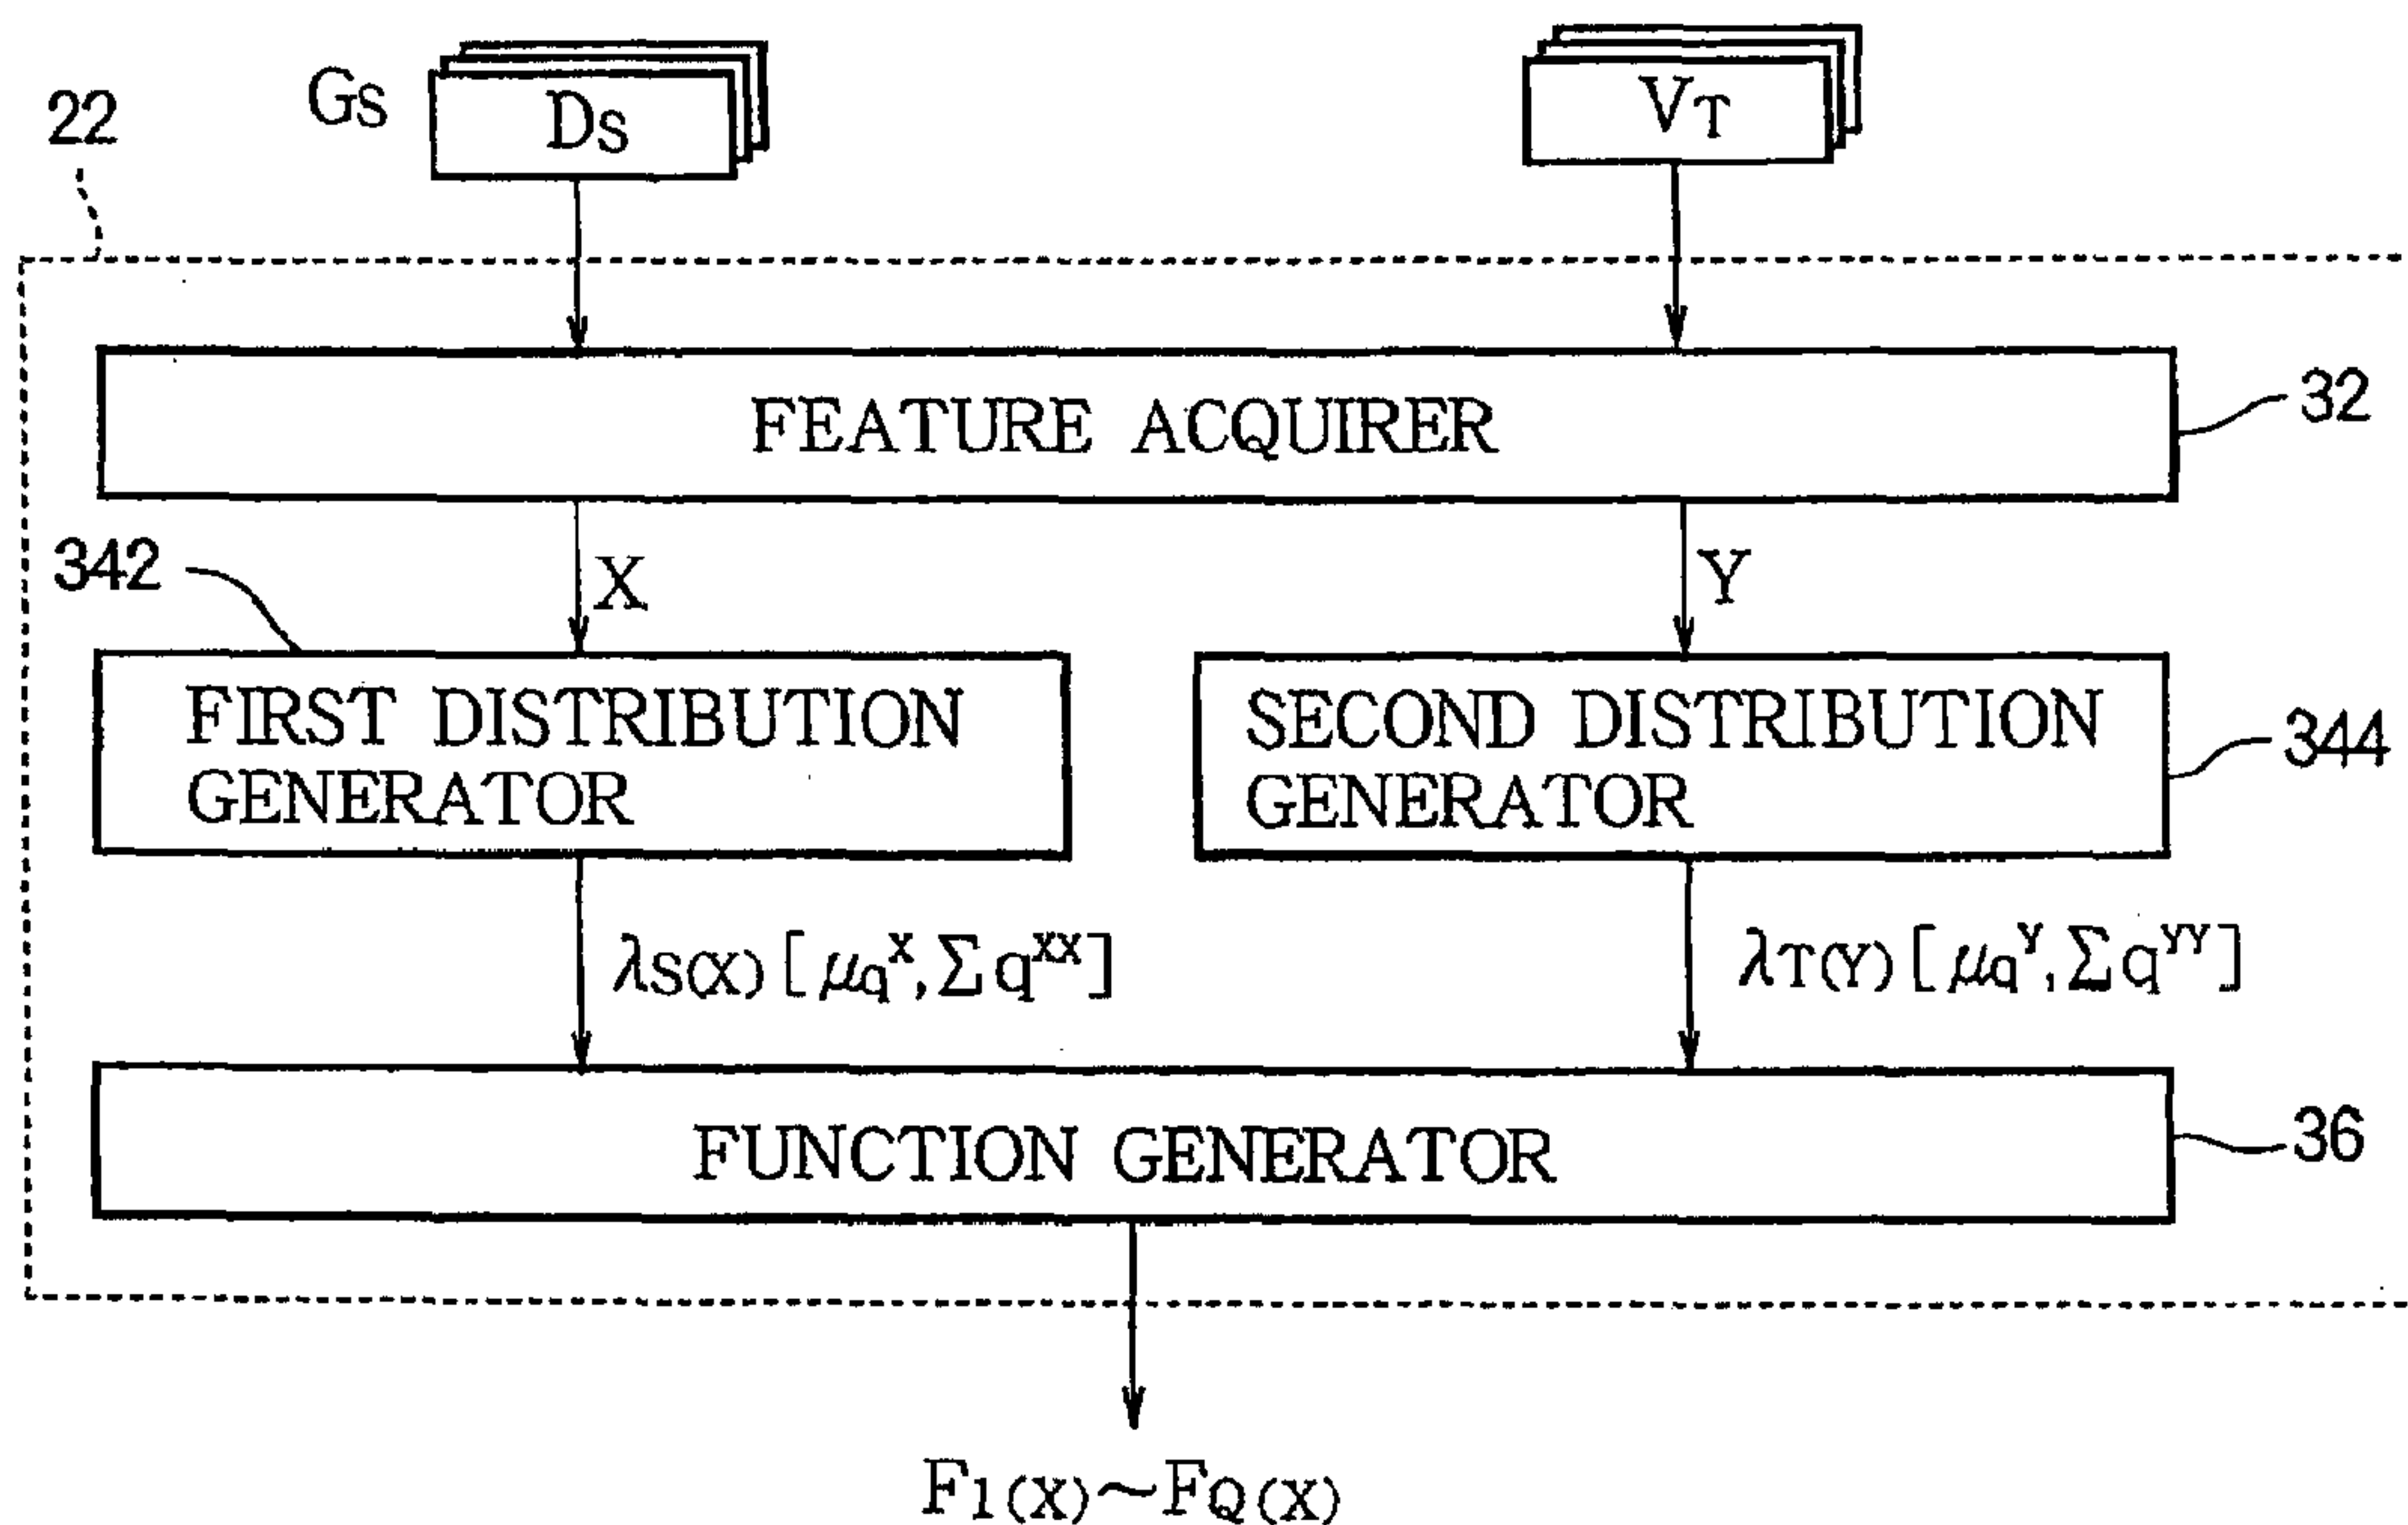 22
GS
DS
VT
FEATURE ACQUIRER
32
342
X
Y
FIRST DISTRIBUTION
GENERATOR
SECOND DISTRIBUTION
GENERATOR
344
λS(X) [μq^X, Σq^XX]
λT(Y) [μq^Y, Σq^YY]
FUNCTION GENERATOR
36
F1(X)～FQ(X)